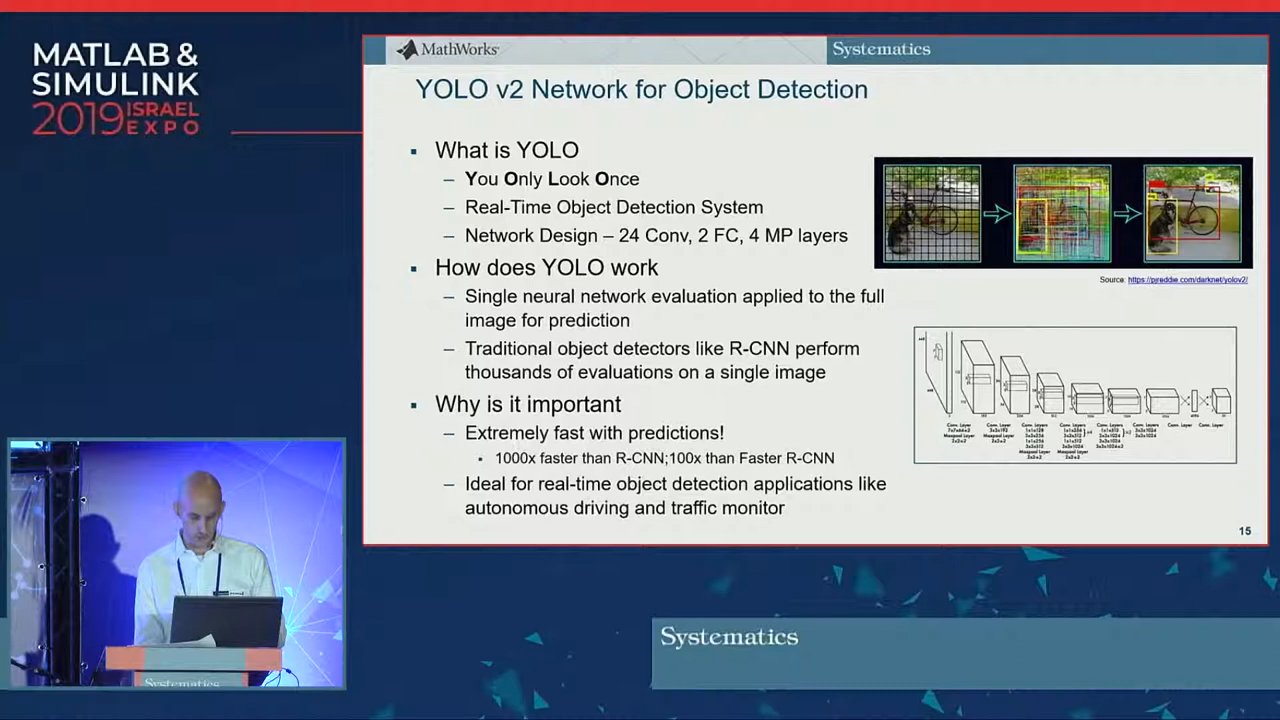 MATLAB &
SIMULINK
2019 ISRAEL
EXPO
MathWorks
Systematics
YOLO v2 Network for Object Detection
▪ What is YOLO
– You Only Look Once
– Real-Time Object Detection System
– Network Design – 24 Conv, 2 FC, 4 MP layers
▪ How does YOLO work
– Single neural network evaluation applied to the full
image for prediction
– Traditional object detectors like R-CNN perform
thousands of evaluations on a single image
▪ Why is it important
– Extremely fast with predictions!
▪ 1000x faster than R-CNN;100x than Faster R-CNN
– Ideal for real-time object detection applications like
autonomous driving and traffic monitor
Source: https://pjreddie.com/darknet/yolov2/
15
Systematics
Systematics